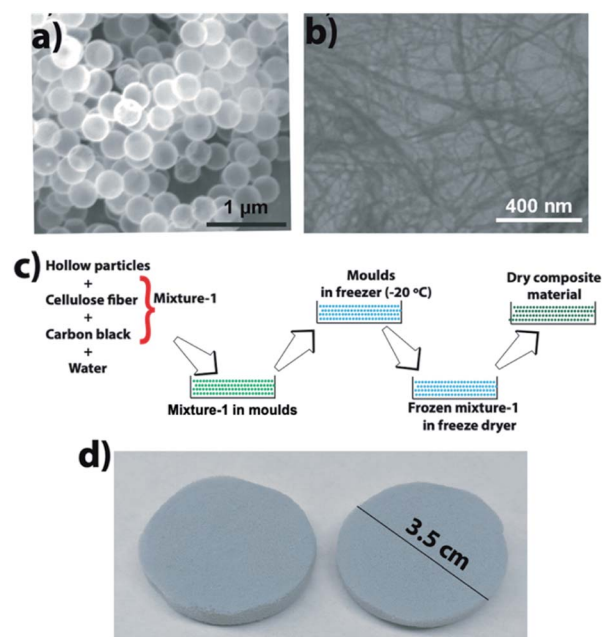 a)
1 µm
b)
400 nm
c)
Hollow particles
+
Cellulose fiber
+
Carbon black
+
Water
Mixture-1
Mixture-1 in moulds
Moulds
in freezer (-20 ºC)
Frozen mixture-1
in freeze dryer
Dry composite
material
d)
3.5 cm